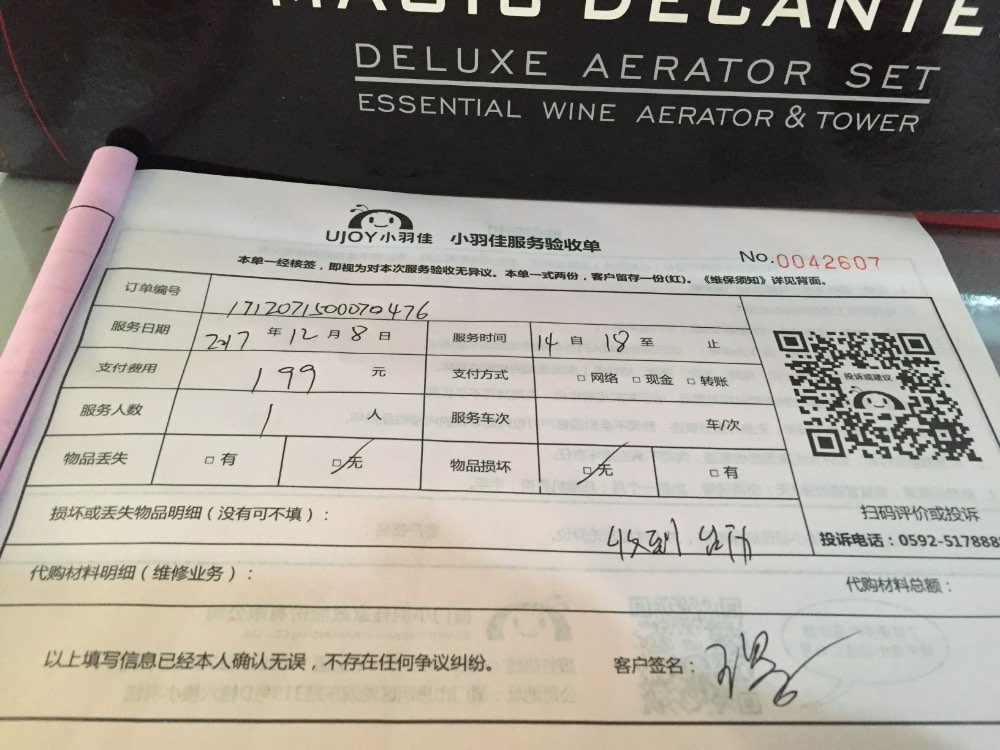 MAGIC DECANTE
DELUXE AERATOR SET
ESSENTIAL WINE AERATOR & TOWER
UJOY小羽佳 小羽佳服务验收单
No.0042607
本单一经核签，即视为对本次服务验收无异议。本单一式两份，客户留存一份(红)。《维保须知》详见背面。
订单编号 17120715000070476
服务日期 2017 年 12 月 8 日 服务时间 14 自 18 至 止
支付费用 199 元 支付方式 □网络 □现金 □转账
投诉或建议
服务人数 1 人 服务车次 车/次
物品丢失 □有 □无 物品损坏 □无 □有
损坏或丢失物品明细（没有可不填）：
收到
扫码评价或投诉
投诉电话：0592-517888
代购材料明细（维修业务）：
代购材料总额：
以上填写信息已经本人确认无误，不存在任何争议纠纷。 客户签名：